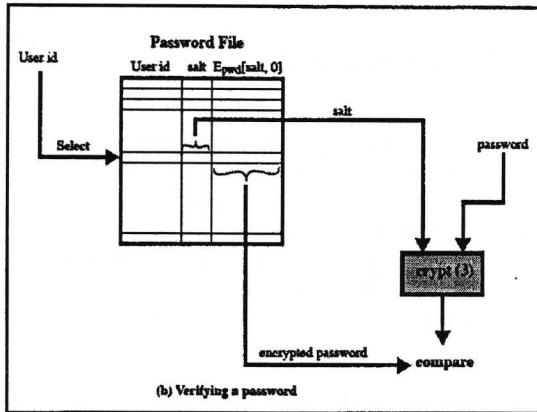 Password File
User id
User id salt E_pwd[salt, 0]
salt
Select
password
crypt (3)
encrypted password
compare
(b) Verifying a password